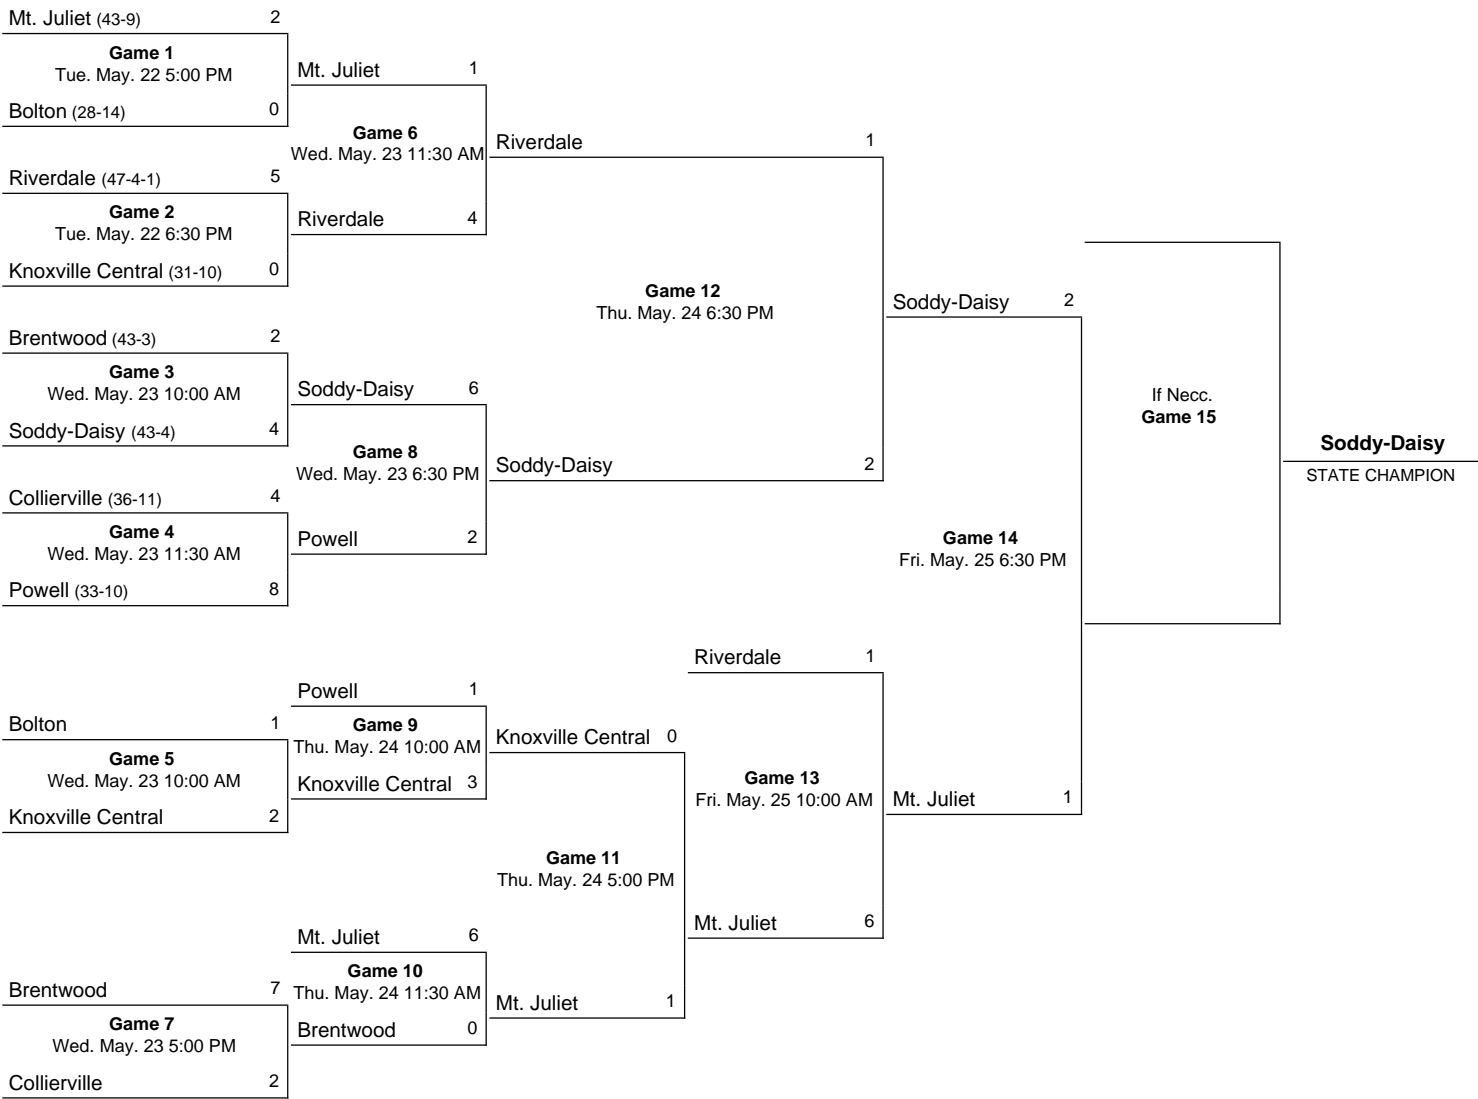 Mt. Juliet (43-9) 2
Game 1
Tue. May. 22 5:00 PM
Bolton (28-14) 0
Riverdale (47-4-1) 5
Game 2
Tue. May. 22 6:30 PM
Knoxville Central (31-10) 0
Brentwood (43-3) 2
Game 3
Wed. May. 23 10:00 AM
Soddy-Daisy (43-4) 4
Collierville (36-11) 4
Game 4
Wed. May. 23 11:30 AM
Powell (33-10) 8
Bolton 1
Game 5
Wed. May. 23 10:00 AM
Knoxville Central 2
Brentwood 7
Game 7
Wed. May. 23 5:00 PM
Collierville 2
Mt. Juliet 1
Game 6
Wed. May. 23 11:30 AM
Riverdale 4
Soddy-Daisy 6
Game 8
Wed. May. 23 6:30 PM
Powell 2
Powell 1
Game 9
Thu. May. 24 10:00 AM
Knoxville Central 3
Mt. Juliet 6
Game 10
Thu. May. 24 11:30 AM
Brentwood 0
Riverdale 1
Game 12
Thu. May. 24 6:30 PM
Soddy-Daisy 2
Knoxville Central 0
Game 11
Thu. May. 24 5:00 PM
Mt. Juliet 1
Riverdale 1
Game 13
Fri. May. 25 10:00 AM
Mt. Juliet 6
Soddy-Daisy 2
Game 14
Fri. May. 25 6:30 PM
Mt. Juliet 1
If Necc.
Game 15
Soddy-Daisy
STATE CHAMPION